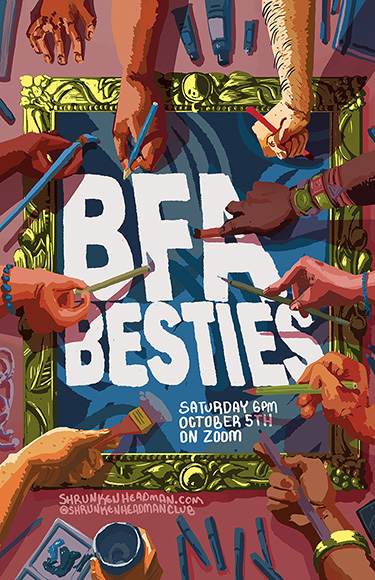 BFA
BESTIES
SATURDAY 6PM
OCTOBER 5TH
ON ZOOM
SHRUNKENHEADMAN.COM
@SHRUNKENHEADMANCLUB